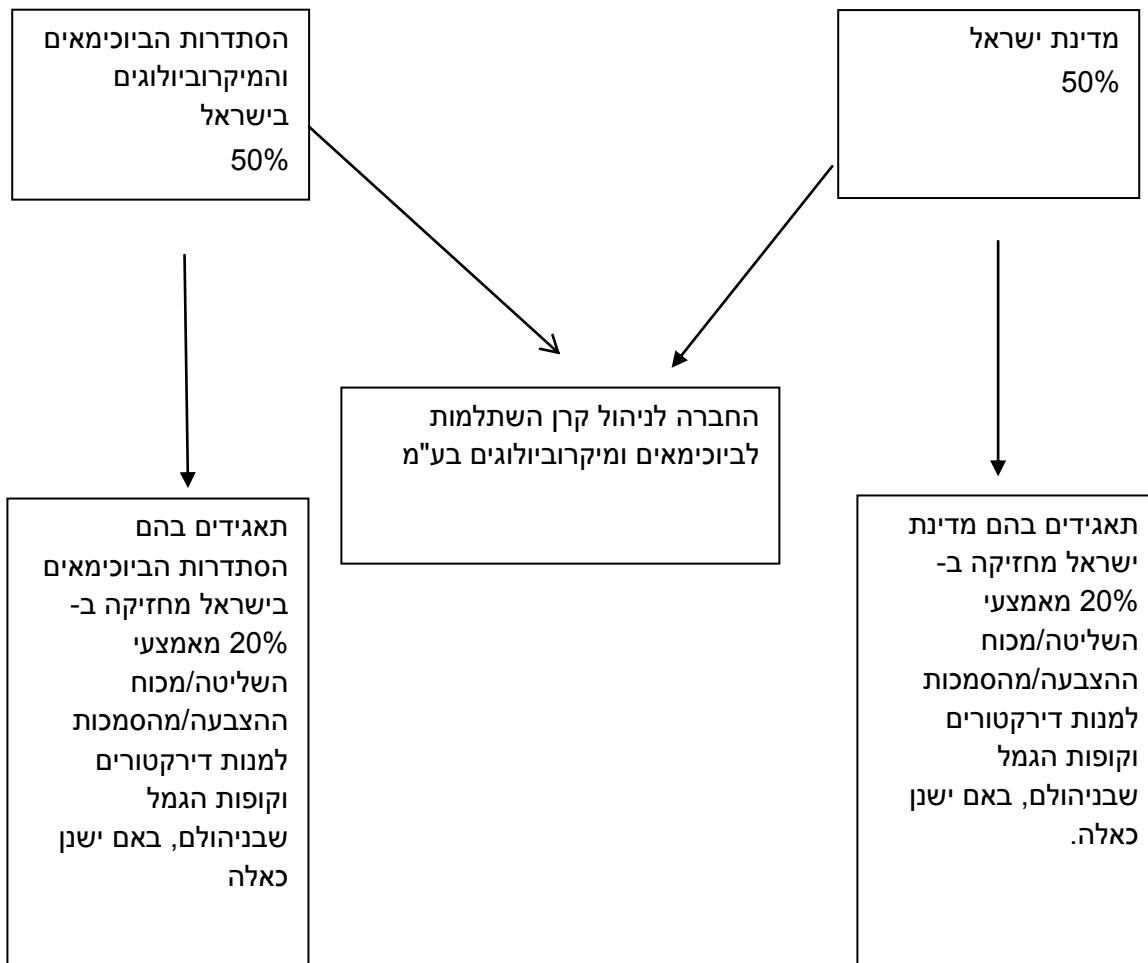 מדינת ישראל
50%
הסתדרות הביוכימאים
והמיקרוביולוגים
בישראל
50%
החברה לניהול קרן השתלמות
לביוכימאים ומיקרוביולוגים בע"מ
תאגידים בהם מדינת
ישראל מחזיקה ב-
20% מאמצעי
השליטה/מכוח
ההצבעה/מהסמכות
למנות דירקטורים
וקופות הגמל
שבניהולם, באם ישנן
כאלה.
תאגידים בהם
הסתדרות הביוכימאים
בישראל מחזיקה ב-
20% מאמצעי
השליטה/מכוח
ההצבעה/מהסמכות
למנות דירקטורים
וקופות הגמל
שבניהולם, באם ישנן
כאלה